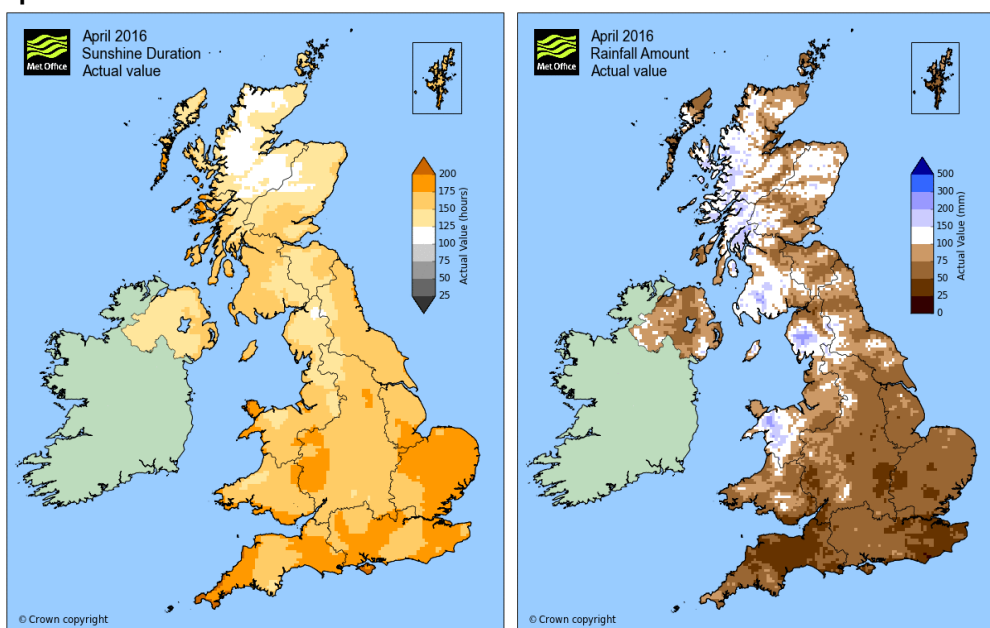 April 2016
Sunshine Duration
Actual value
Met Office
200
175
150
125
100
75
50
25
Actual Value (hours)
© Crown copyright
April 2016
Rainfall Amount
Actual value
Met Office
500
300
200
150
100
75
50
25
0
Actual Value (mm)
© Crown copyright